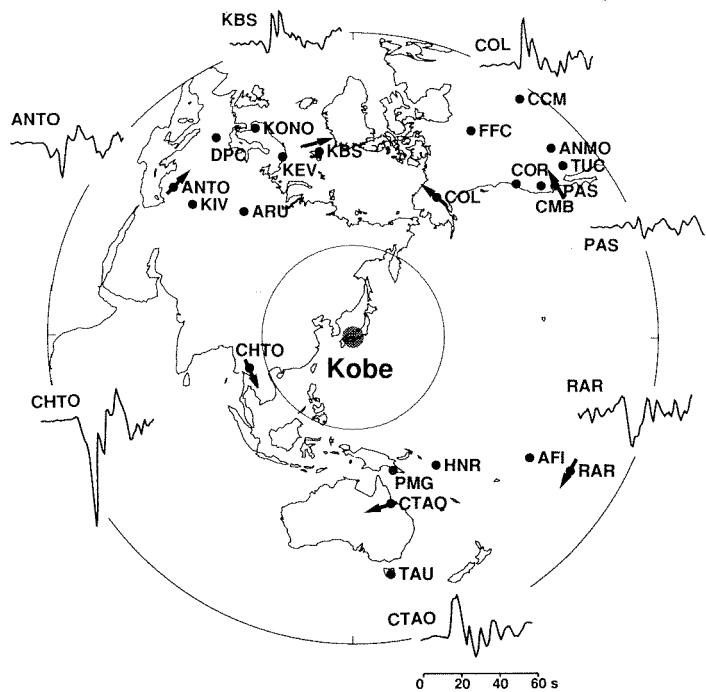 KBS
COL
ANTO
CCM
KONO
FFC
DPC
KBS
ANMO
KEV
TUC
COR
ANTO
COL
PAS
KIV
ARU
CMB
PAS
CHTO
Kobe
CHTO
RAR
HNR
AFI
RAR
PMG
CTAO
TAU
CTAO
0 20 40 60 s